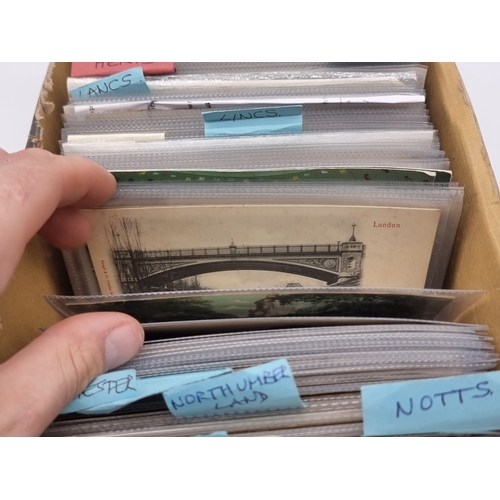 LANCS.
LINCS.
London
NORTHUMBER
LAND
NOTTS.